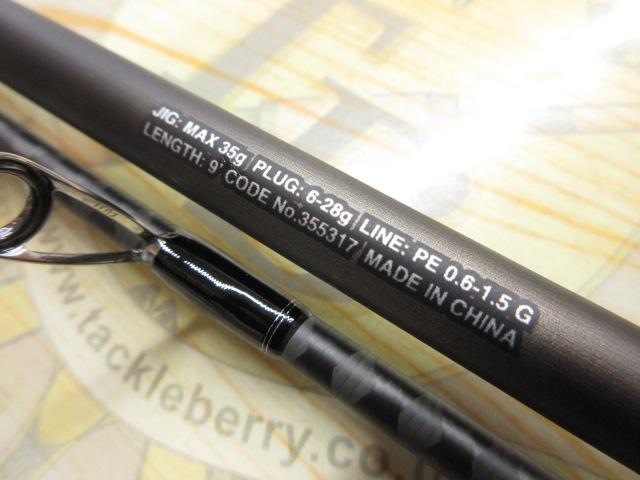 JIG: MAX 35g | PLUG: 6-28g | LINE: PE 0.6-1.5 G
LENGTH: 9' CODE No.355317 | MADE IN CHINA
www.tackleberry.co.